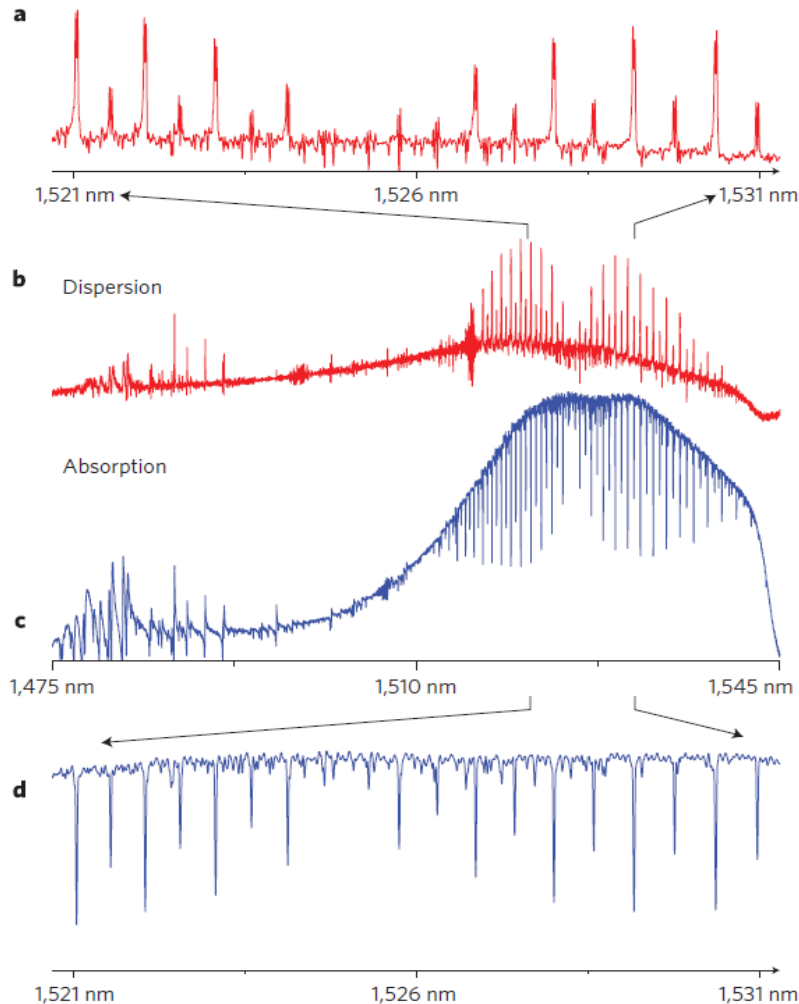 a
1,521 nm 1,526 nm 1,531 nm
b
Dispersion
Absorption
c
1,475 nm 1,510 nm 1,545 nm
d
1,521 nm 1,526 nm 1,531 nm